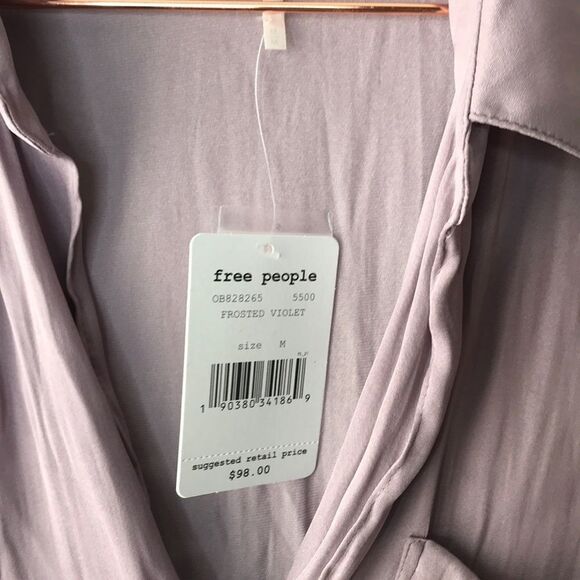 free people
OB828265 5500
FROSTED VIOLET
size M
1 90380 34186 9
suggested retail price
$98.00